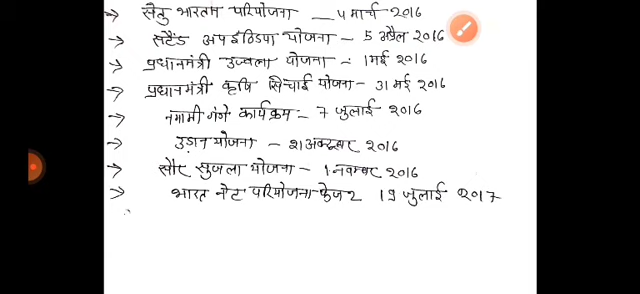 → सेतु भारतम परियोजना — 4 मार्च 2016
→ स्टैंड अप इंडिया योजना – 5 अप्रैल 2016
→ प्रधानमंत्री उज्वला योजना - 1 मई 2016
→ प्रधानमंत्री कृषि सिंचाई योजना - 31 मई 2016
→ नमामी गंगे कार्यक्रम – 7 जुलाई 2016
→ उड़ान योजना – 21 अक्टूबर 2016
→ सौर सुजला योजना – 1 नवम्बर 2016
→ भारत नेट परियोजना फेज 2 19 जुलाई 2017